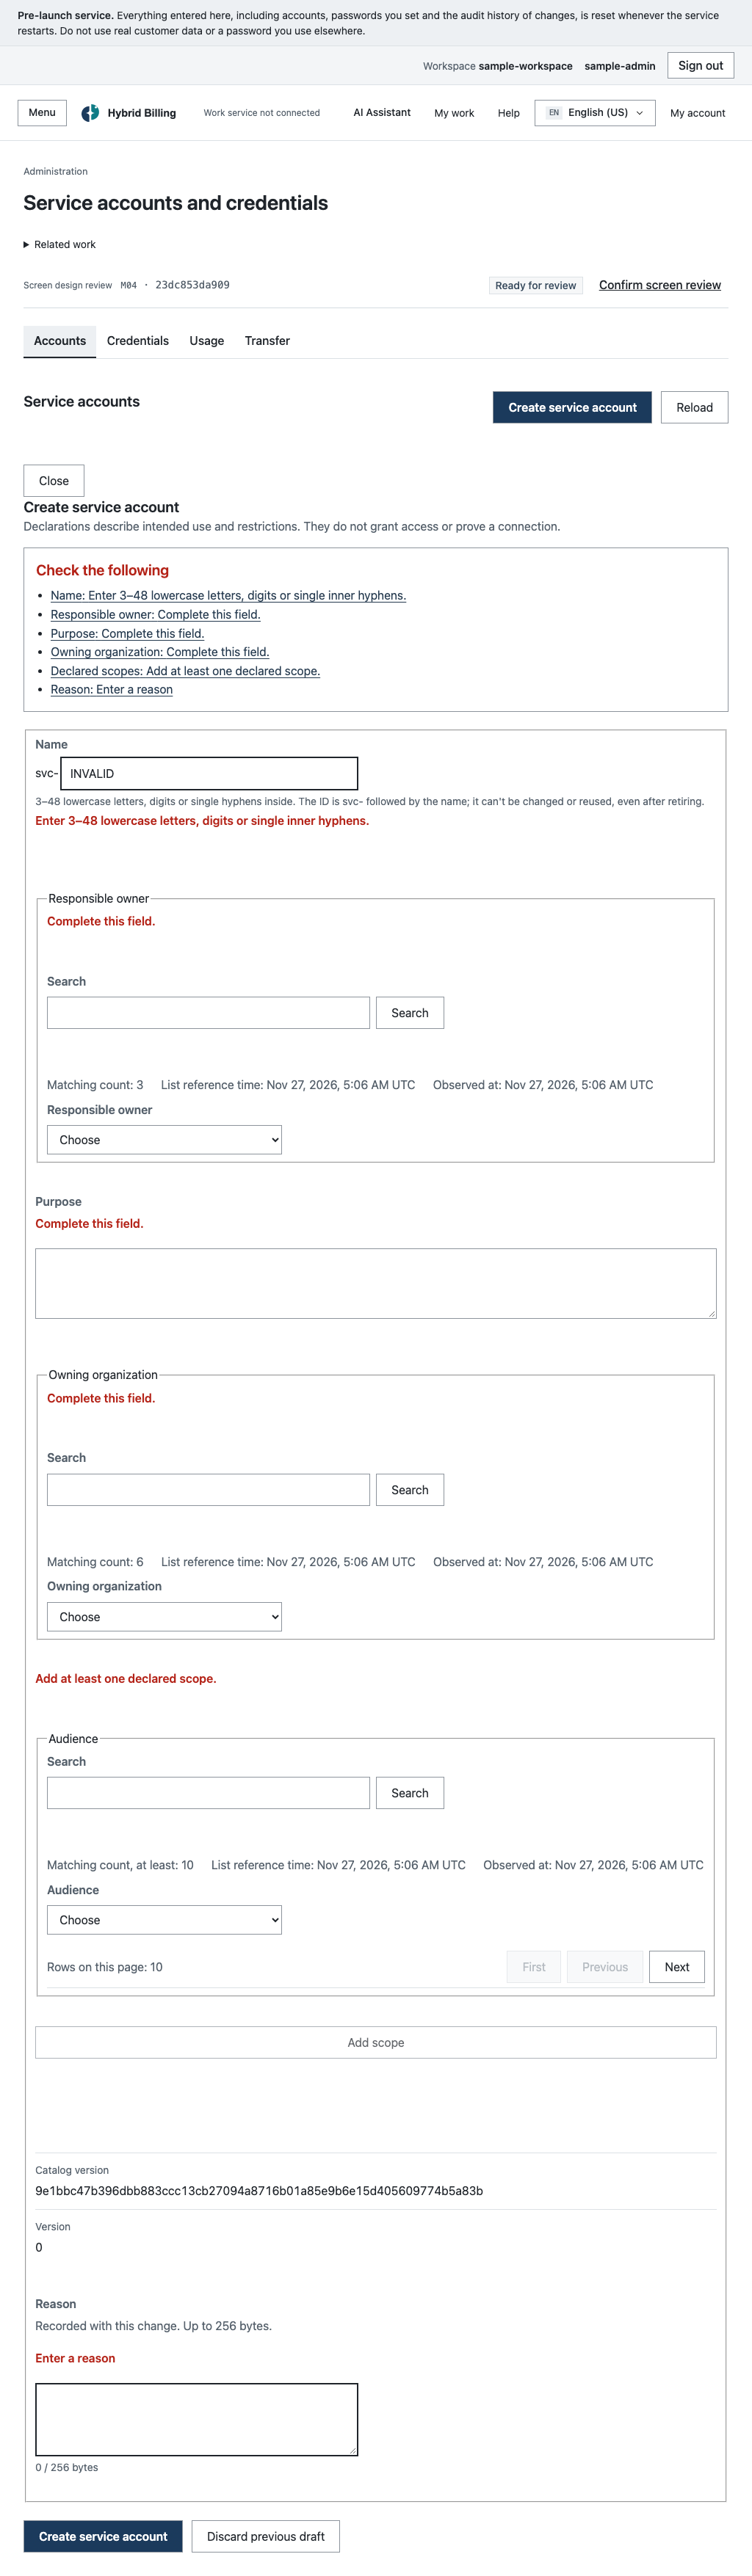 Pre-launch service. Everything entered here, including accounts, passwords you set and the audit history of changes, is reset whenever the service
restarts. Do not use real customer data or a password you use elsewhere.
Workspace sample-workspace sample-admin Sign out
Menu Hybrid Billing Work service not connected AI Assistant My work Help EN English (US) My account
Administration
Service accounts and credentials
Related work
Screen design review M04 · 23dc853da909 Ready for review Confirm screen review
Accounts Credentials Usage Transfer
Service accounts Create service account Reload
Close
Create service account
Declarations describe intended use and restrictions. They do not grant access or prove a connection.
Check the following
• Name: Enter 3–48 lowercase letters, digits or single inner hyphens.
• Responsible owner: Complete this field.
• Purpose: Complete this field.
• Owning organization: Complete this field.
• Declared scopes: Add at least one declared scope.
• Reason: Enter a reason
Name
svc- INVALID
3–48 lowercase letters, digits or single hyphens inside. The ID is svc- followed by the name; it can't be changed or reused, even after retiring.
Enter 3–48 lowercase letters, digits or single inner hyphens.
Responsible owner
Complete this field.
Search
Search
Matching count: 3 List reference time: Nov 27, 2026, 5:06 AM UTC Observed at: Nov 27, 2026, 5:06 AM UTC
Responsible owner
Choose
Purpose
Complete this field.
Owning organization
Complete this field.
Search
Search
Matching count: 6 List reference time: Nov 27, 2026, 5:06 AM UTC Observed at: Nov 27, 2026, 5:06 AM UTC
Owning organization
Choose
Add at least one declared scope.
Audience
Search
Search
Matching count, at least: 10 List reference time: Nov 27, 2026, 5:06 AM UTC Observed at: Nov 27, 2026, 5:06 AM UTC
Audience
Choose
Rows on this page: 10 First Previous Next
Add scope
Catalog version
9e1bbc47b396dbb883ccc13cb27094a8716b01a85e9b6e15d405609774b5a83b
Version
0
Reason
Recorded with this change. Up to 256 bytes.
Enter a reason
0 / 256 bytes
Create service account Discard previous draft